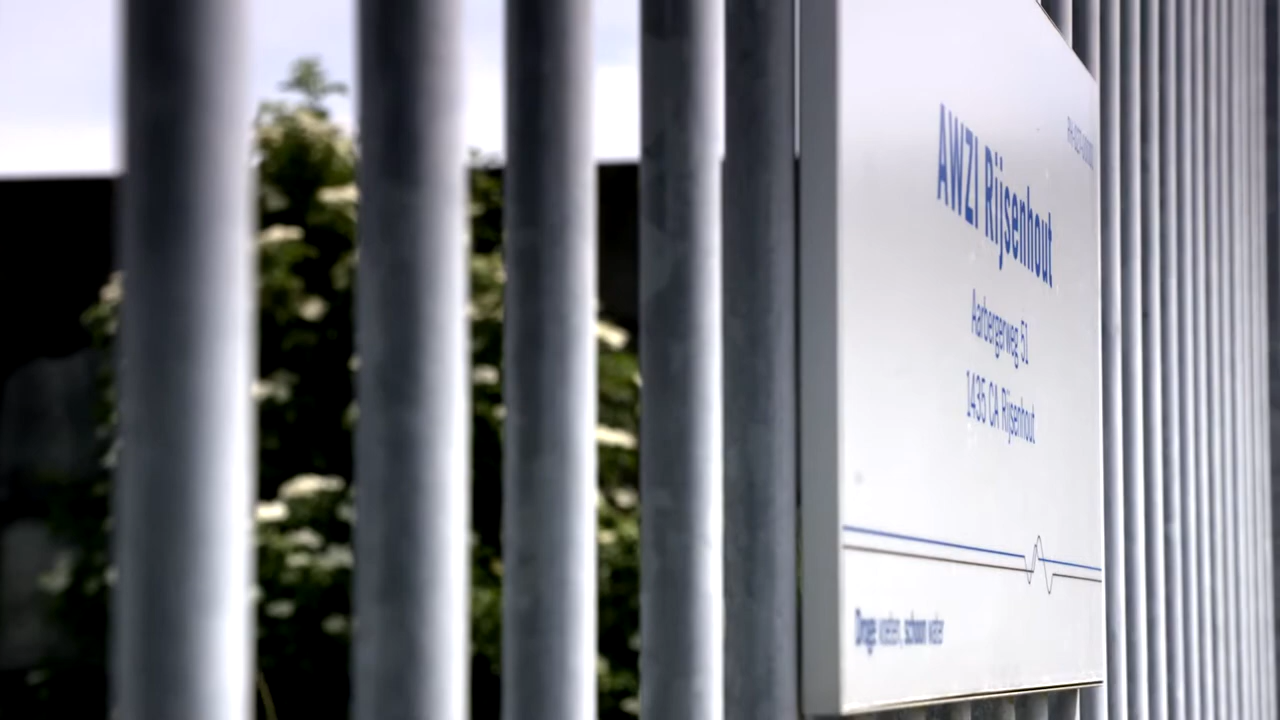 AWZI Rijsenhout
Aarbergerweg 51
1435 CA Rijsenhout
Droge voeten, schoon water